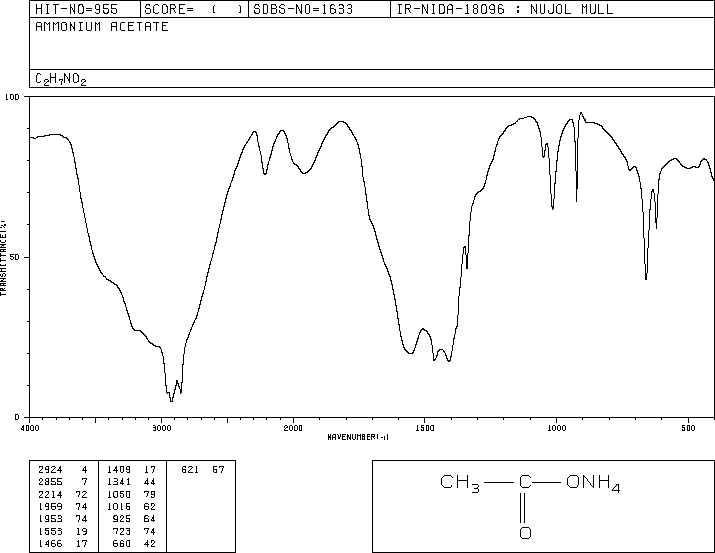 HIT-NO=955 SCORE= ( ) SDBS-NO=1633 IR-NIDA-18096 : NUJOL MULL
AMMONIUM ACETATE
C2H7NO2
100
50
0
TRANSMITTANCE(%)
4000 3000 2000 1500 1000 500
WAVENUMBER(-1)
2924 4 1409 17 621 67
2855 7 1341 44
2214 72 1050 79
1969 74 1016 62
1953 74 925 64
1553 19 723 74
1466 17 660 42
CH3 C ONH4
O